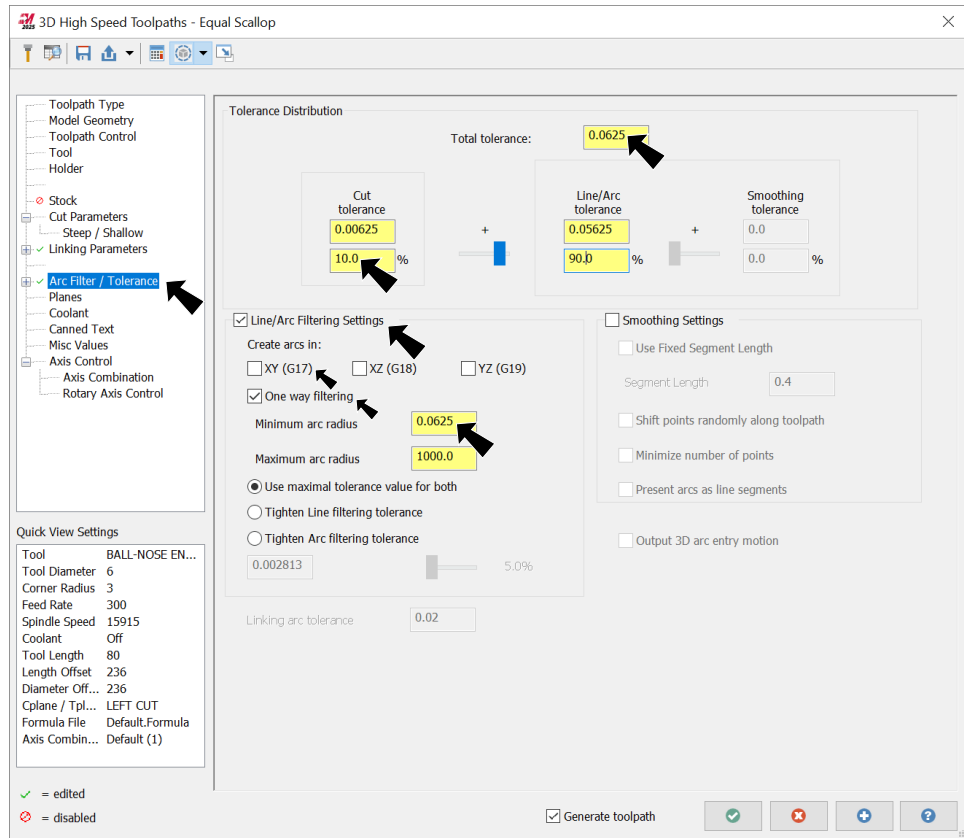 2025
3D High Speed Toolpaths - Equal Scallop
Toolpath Type
Model Geometry
Toolpath Control
Tool
Holder
Stock
Cut Parameters
Steep / Shallow
Linking Parameters
Arc Filter / Tolerance
Planes
Coolant
Canned Text
Misc Values
Axis Control
Axis Combination
Rotary Axis Control
Quick View Settings
Tool BALL-NOSE EN...
Tool Diameter 6
Corner Radius 3
Feed Rate 300
Spindle Speed 15915
Coolant Off
Tool Length 80
Length Offset 236
Diameter Off... 236
Cplane / Tpl... LEFT CUT
Formula File Default.Formula
Axis Combin... Default (1)
= edited
= disabled
Tolerance Distribution
Total tolerance: 0.0625
Cut
tolerance
0.00625
10.0 %
+
Line/Arc
tolerance
0.05625
90.0 %
+
Smoothing
tolerance
0.0
0.0 %
Line/Arc Filtering Settings
Create arcs in:
XY (G17) XZ (G18) YZ (G19)
One way filtering
Minimum arc radius 0.0625
Maximum arc radius 1000.0
Use maximal tolerance value for both
Tighten Line filtering tolerance
Tighten Arc filtering tolerance
0.002813 5.0%
Linking arc tolerance 0.02
Smoothing Settings
Use Fixed Segment Length
Segment Length 0.4
Shift points randomly along toolpath
Minimize number of points
Present arcs as line segments
Output 3D arc entry motion
Generate toolpath